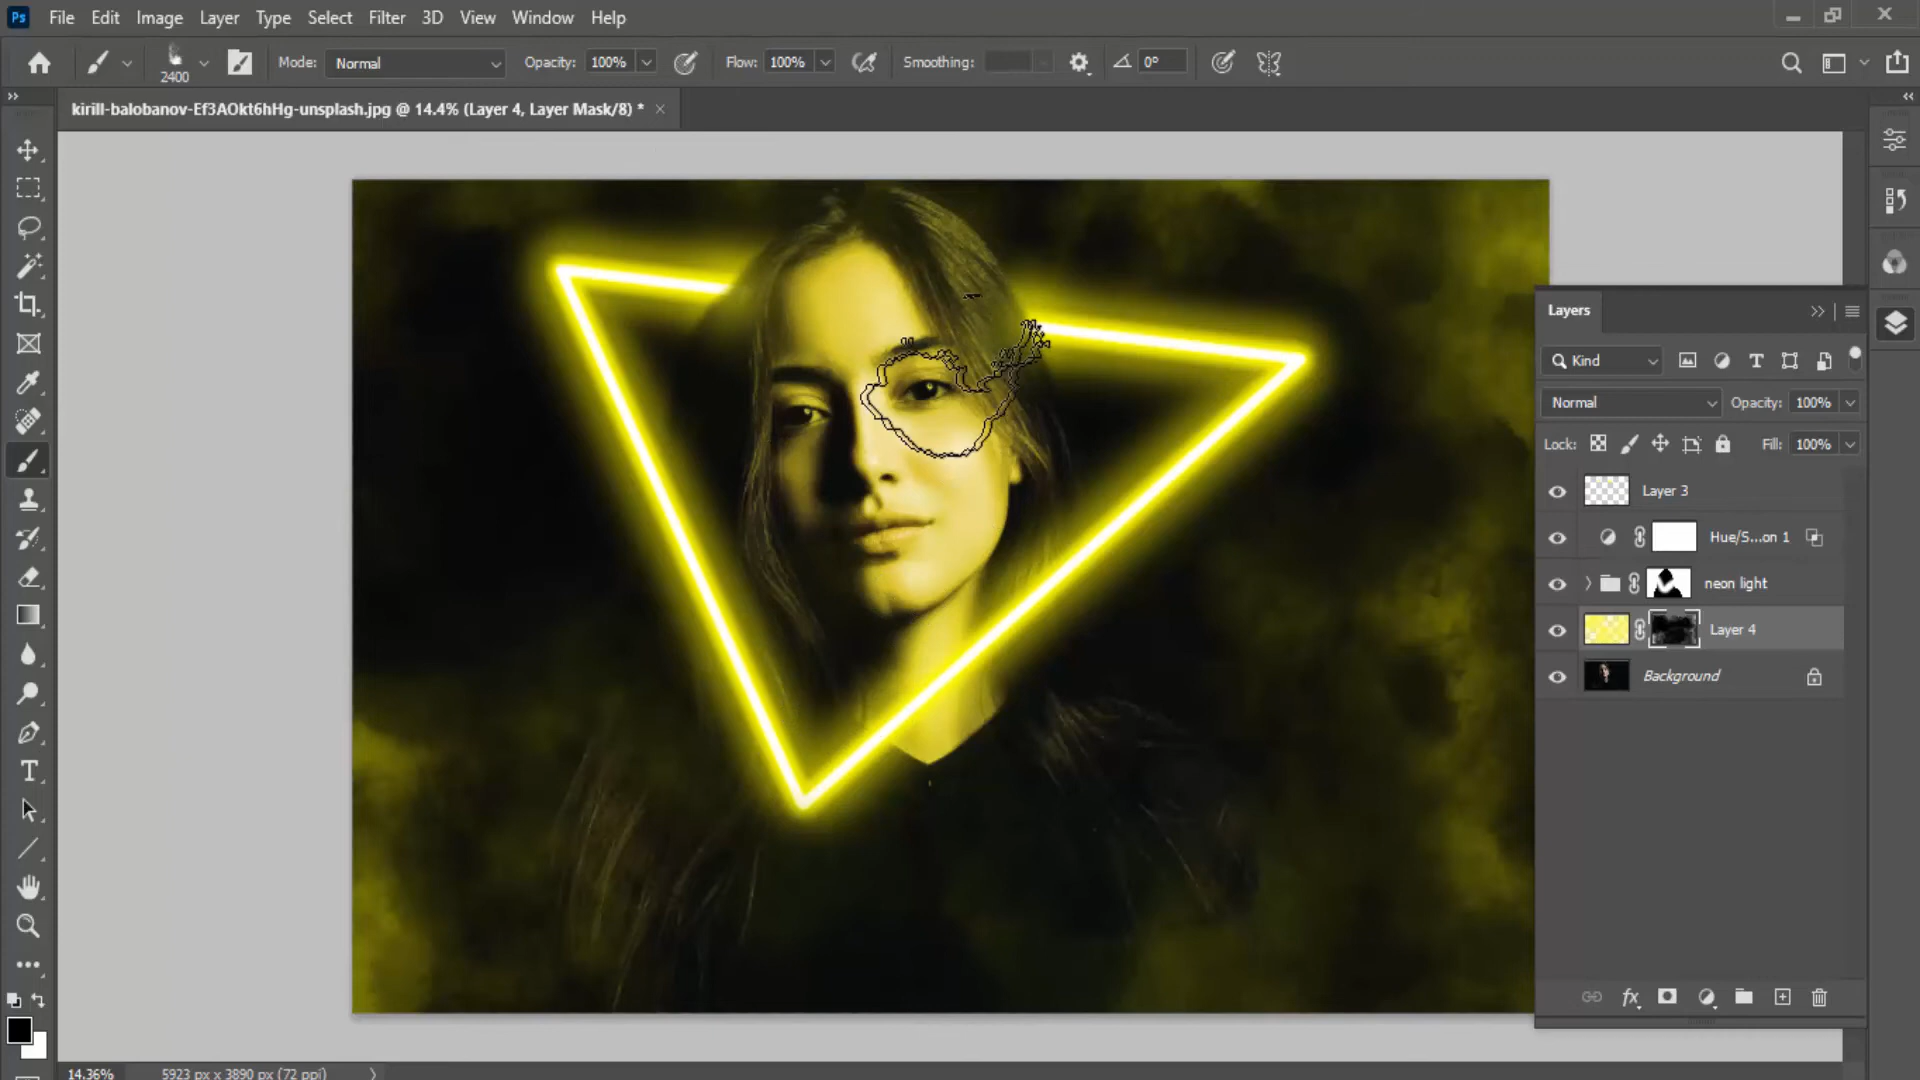 Ps File Edit Image Layer Type Select Filter 3D View Window Help
2400 Mode: Normal Opacity: 100% Flow: 100% Smoothing: 0°
kirill-balobanov-Ef3AOkt6hHg-unsplash.jpg @ 14.4% (Layer 4, Layer Mask/8) *
Layers
Kind
Normal Opacity: 100%
Lock: Fill: 100%
Layer 3
Hue/S...on 1
neon light
Layer 4
Background
fx
14.36% 5923 px x 3890 px (72 ppi)